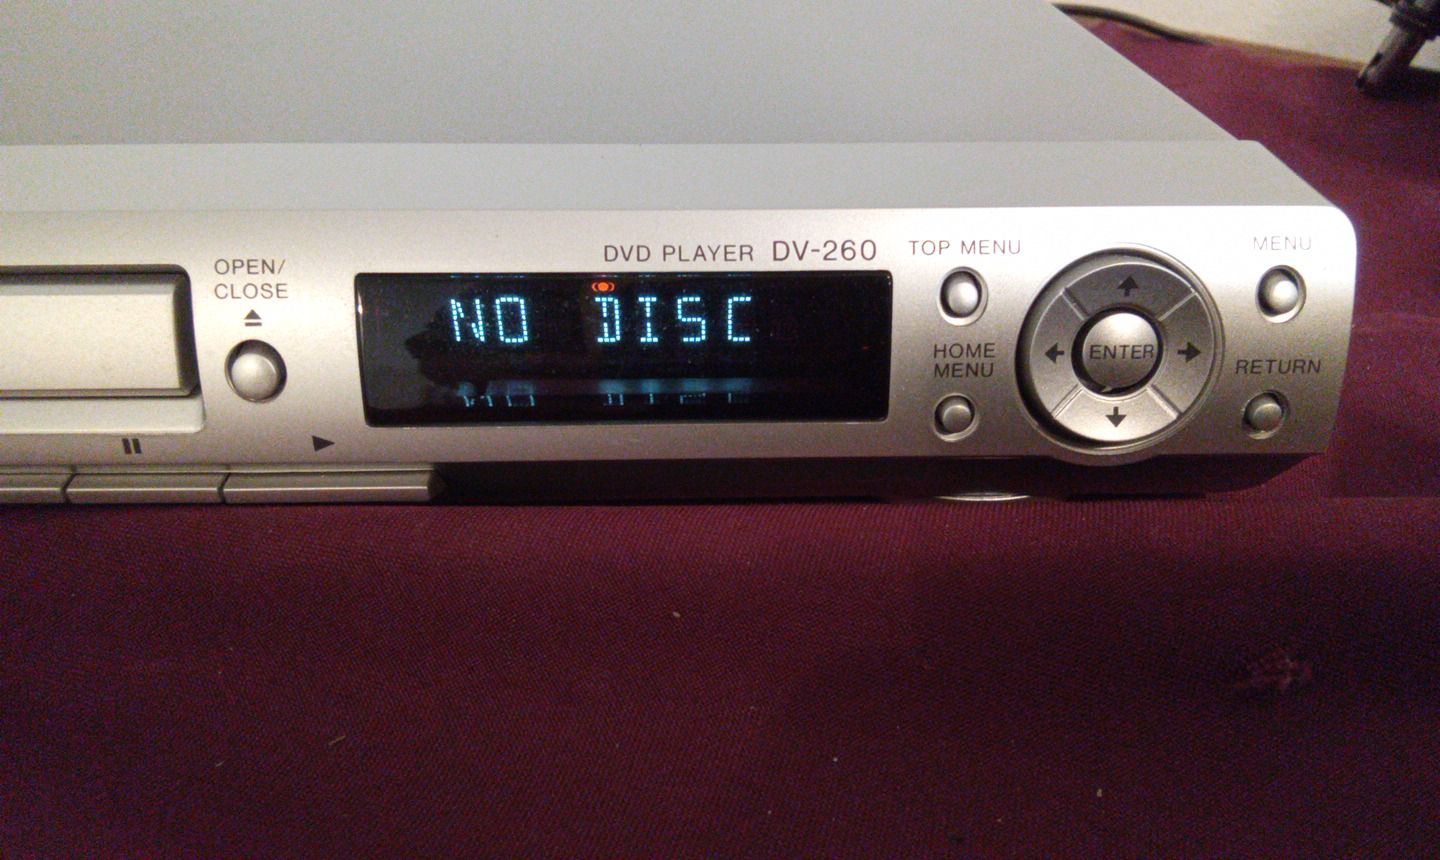 DVD PLAYER DV-260
OPEN/
CLOSE
NO DISC
TOP MENU
MENU
HOME
MENU
ENTER
RETURN